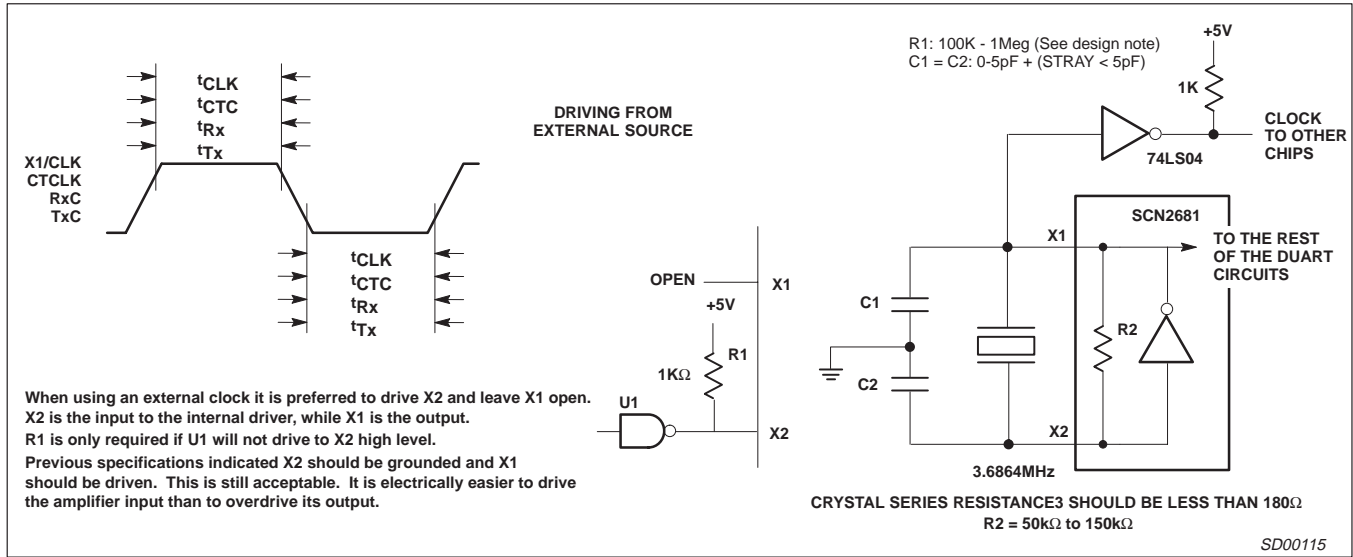 tCLK
tCTC
tRx
tTx
X1/CLK
CTCLK
RxC
TxC
tCLK
tCTC
tRx
tTx
DRIVING FROM
EXTERNAL SOURCE
OPEN
X1
+5V
R1
1KΩ
U1
X2
When using an external clock it is preferred to drive X2 and leave X1 open.
X2 is the input to the internal driver, while X1 is the output.
R1 is only required if U1 will not drive to X2 high level.
Previous specifications indicated X2 should be grounded and X1
should be driven. This is still acceptable. It is electrically easier to drive
the amplifier input than to overdrive its output.
R1: 100K - 1Meg (See design note)
C1 = C2: 0-5pF + (STRAY < 5pF)
+5V
1K
CLOCK
TO OTHER
CHIPS
74LS04
SCN2681
X1
TO THE REST
OF THE DUART
CIRCUITS
C1
R2
C2
X2
3.6864MHz
CRYSTAL SERIES RESISTANCE3 SHOULD BE LESS THAN 180Ω
R2 = 50kΩ to 150kΩ
SD00115